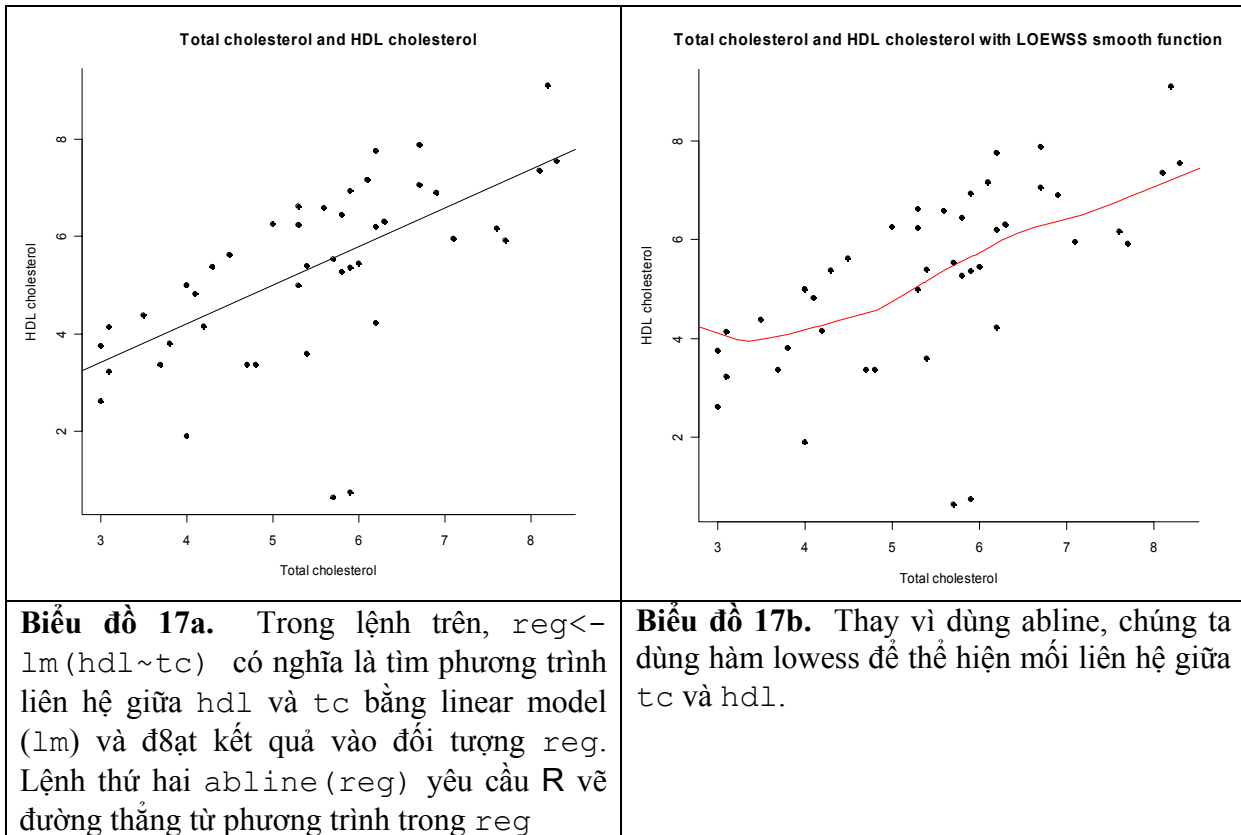 Total cholesterol and HDL cholesterol
8
6
4
2
HDL cholesterol
3 4 5 6 7 8
Total cholesterol
Total cholesterol and HDL cholesterol with LOEWSS smooth function
8
6
4
2
HDL cholesterol
3 4 5 6 7 8
Total cholesterol
Biểu đồ 17a. Trong lệnh trên, reg<-
lm(hdl~tc) có nghĩa là tìm phương trình
liên hệ giữa hdl và tc bằng linear model
(lm) và đ8ạt kết quả vào đối tượng reg.
Lệnh thứ hai abline(reg) yêu cầu R vẽ
đường thẳng từ phương trình trong reg
Biểu đồ 17b. Thay vì dùng abline, chúng ta
dùng hàm lowess để thể hiện mối liên hệ giữa
tc và hdl.